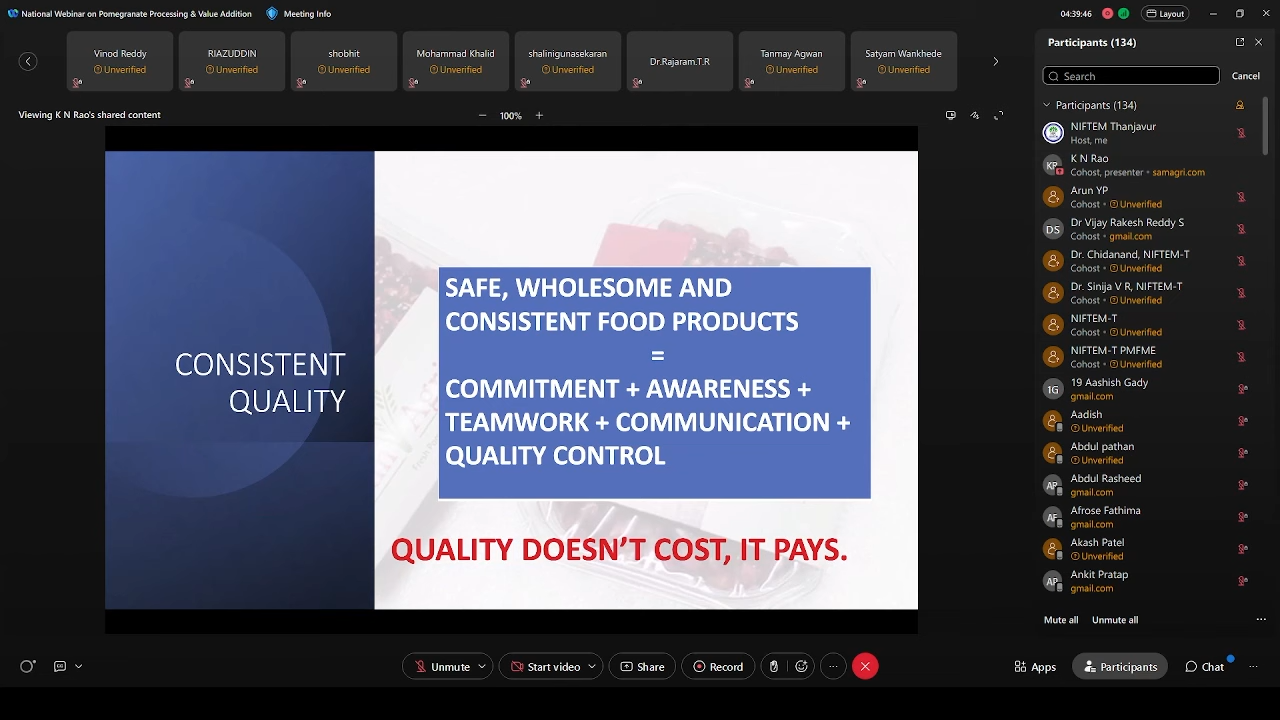 National Webinar on Pomegranate Processing & Value Addition
Meeting Info
04:39:46
Layout
Vinod Reddy
Unverified
RIAZUDDIN
Unverified
shobhit
Unverified
Mohammad Khalid
Unverified
shalinigunasekaran
Unverified
Dr.Rajaram.T.R
Tanmay Agwan
Unverified
Satyam Wankhede
Unverified
Viewing K N Rao's shared content
100%
CONSISTENT
QUALITY
SAFE, WHOLESOME AND
CONSISTENT FOOD PRODUCTS
=
COMMITMENT + AWARENESS +
TEAMWORK + COMMUNICATION +
QUALITY CONTROL
QUALITY DOESN'T COST, IT PAYS.
Participants (134)
Search
Cancel
Participants (134)
NIFTEM Thanjavur
Host, me
KR
K N Rao
Cohost, presenter • samagri.com
Arun YP
Cohost • Unverified
DS
Dr Vijay Rakesh Reddy S
Cohost • gmail.com
Dr. Chidanand, NIFTEM-T
Cohost • Unverified
Dr. Sinija V R, NIFTEM-T
Cohost • Unverified
NIFTEM-T
Cohost • Unverified
NIFTEM-T PMFME
Cohost • Unverified
1G
19 Aashish Gady
gmail.com
Aadish
Unverified
Abdul pathan
Unverified
AR
Abdul Rasheed
gmail.com
AF
Afrose Fathima
gmail.com
Akash Patel
Unverified
AP
Ankit Pratap
gmail.com
Mute all
Unmute all
Unmute
Start video
Share
Record
Apps
Participants
Chat